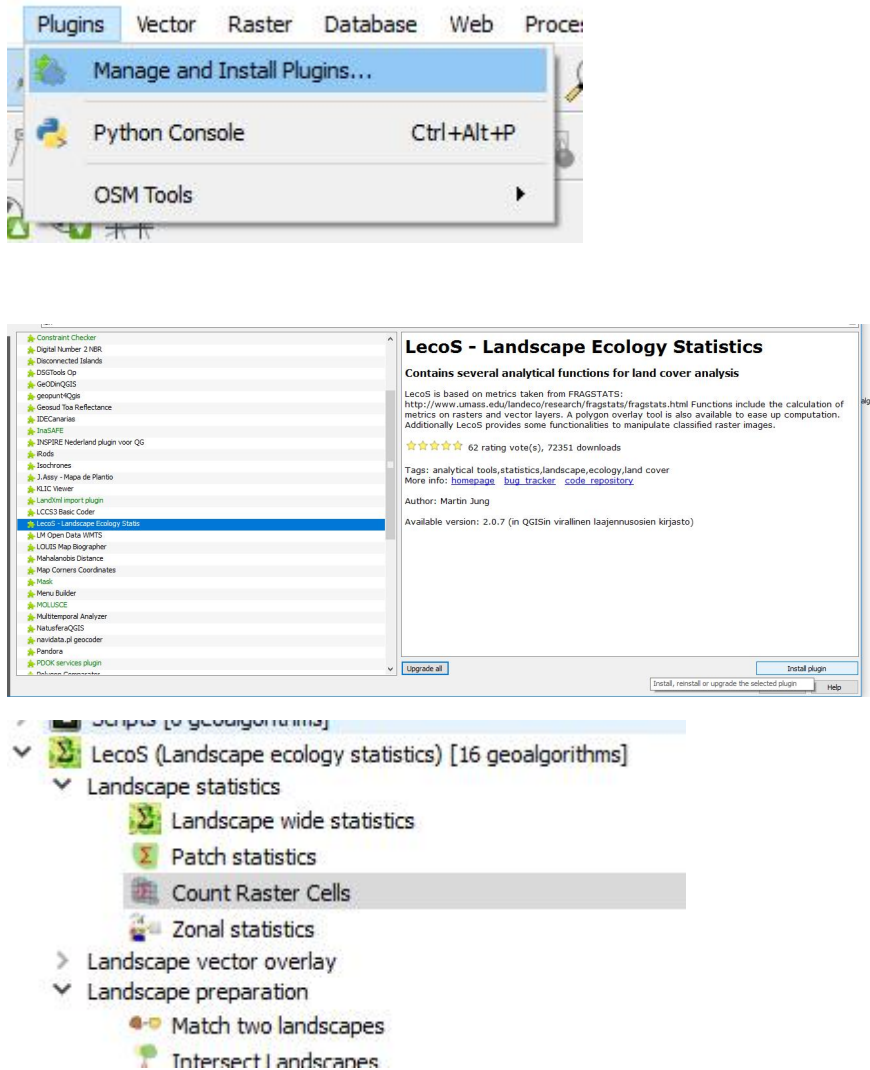 Plugins Vector Raster Database Web Proces
Manage and Install Plugins...
Python Console Ctrl+Alt+P
OSM Tools
Constraint Checker
Digital Number 2 NBR
Disconnected Islands
DSGTools Op
GeODinQGIS
geopunt4Qgis
Geosud Toa Reflectance
IDECanarias
InaSAFE
INSPIRE Nederland plugin voor QG
iRods
Isochrones
J.Assy - Mapa de Plantio
KLIC Viewer
LandXml import plugin
LCCS3 Basic Coder
LecoS - Landscape Ecology Statis
LM Open Data WMTS
LOUIS Map Biographer
Mahalanobis Distance
Map Corners Coordinates
Mask
Menu Builder
MOLUSCE
Multitemporal Analyzer
NatusferaQGIS
navidata.pl geocoder
Pandora
PDOK services plugin
LecoS - Landscape Ecology Statistics
Contains several analytical functions for land cover analysis
LecoS is based on metrics taken from FRAGSTATS:
http://www.umass.edu/landeco/research/fragstats/fragstats.html Functions include the calculation of
metrics on rasters and vector layers. A polygon overlay tool is also available to ease up computation.
Additionally LecoS provides some functionalities to manipulate classified raster images.
62 rating vote(s), 72351 downloads
Tags: analytical tools,statistics,landscape,ecology,land cover
More info: homepage bug tracker code repository
Author: Martin Jung
Available version: 2.0.7 (in QGISin virallinen laajennusosien kirjasto)
Upgrade all Install plugin
Install, reinstall or upgrade the selected plugin Help
Scripts [6 geoalgorithms]
LecoS (Landscape ecology statistics) [16 geoalgorithms]
Landscape statistics
Landscape wide statistics
Patch statistics
Count Raster Cells
Zonal statistics
Landscape vector overlay
Landscape preparation
Match two landscapes
Intersect Landscapes